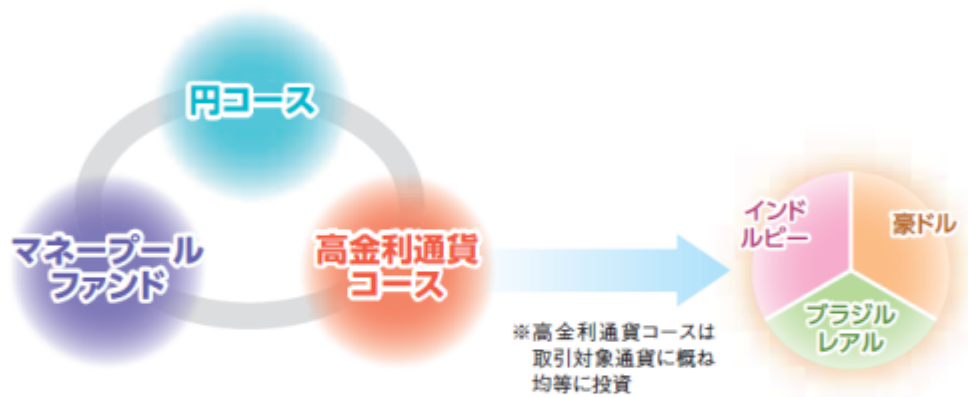 円コース
マネープール
ファンド
高金利通貨
コース
※高金利通貨コースは
取引対象通貨に概ね
均等に投資
インド
ルピー
豪ドル
ブラジル
レアル